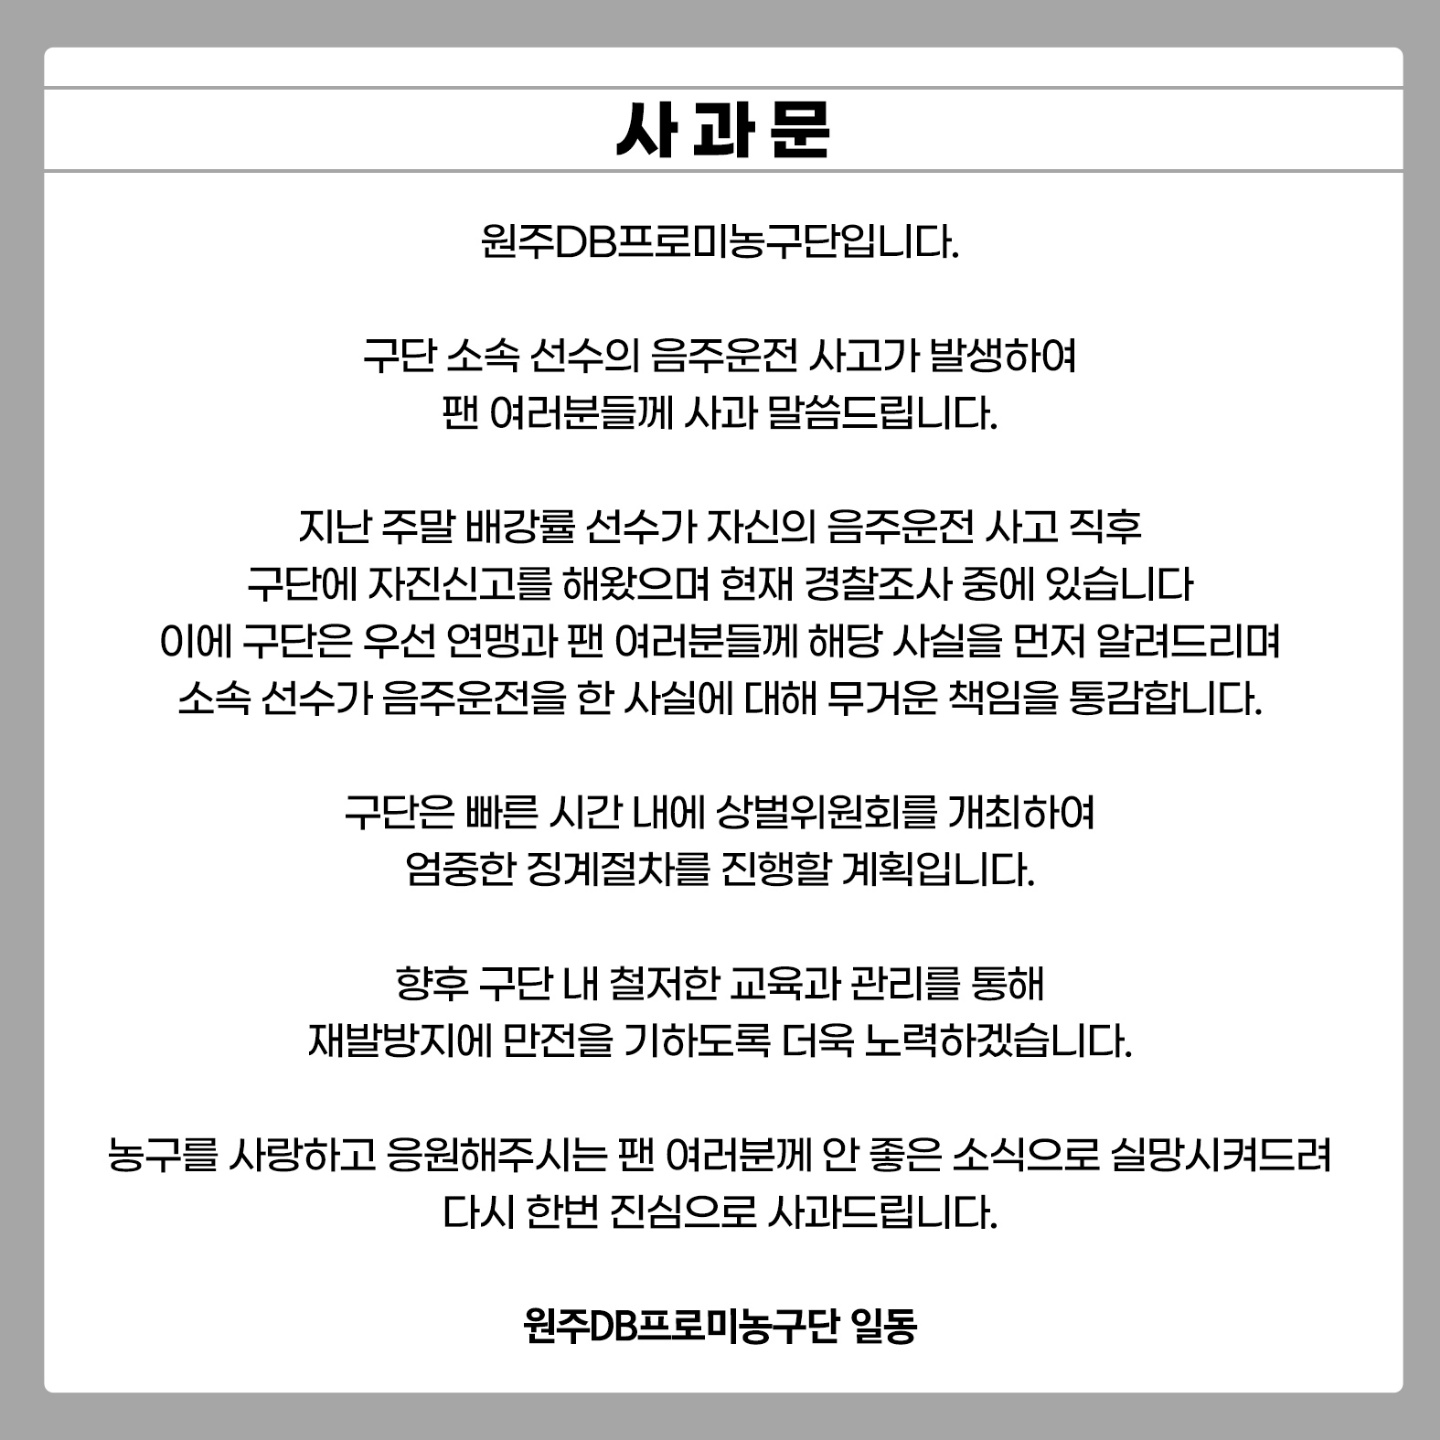 사과문
원주DB프로미농구단입니다.
구단 소속 선수의 음주운전 사고가 발생하여
팬 여러분들께 사과 말씀드립니다.
지난 주말 배강률 선수가 자신의 음주운전 사고 직후
구단에 자진신고를 해왔으며 현재 경찰조사 중에 있습니다
이에 구단은 우선 연맹과 팬 여러분들께 해당 사실을 먼저 알려드리며
소속 선수가 음주운전을 한 사실에 대해 무거운 책임을 통감합니다.
구단은 빠른 시간 내에 상벌위원회를 개최하여
엄중한 징계절차를 진행할 계획입니다.
향후 구단 내 철저한 교육과 관리를 통해
재발방지에 만전을 기하도록 더욱 노력하겠습니다.
농구를 사랑하고 응원해주시는 팬 여러분께 안 좋은 소식으로 실망시켜드려
다시 한번 진심으로 사과드립니다.
원주DB프로미농구단 일동